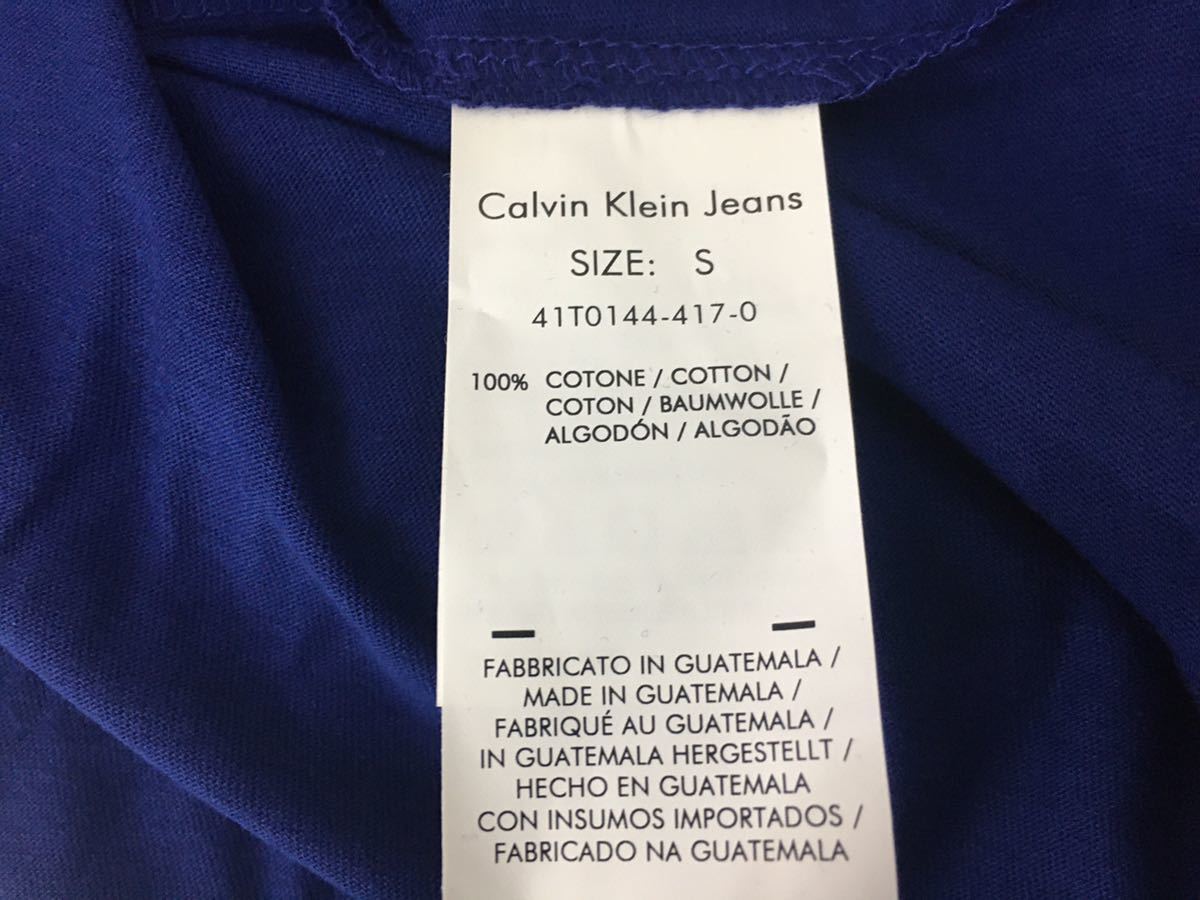 Calvin Klein Jeans
SIZE: S
41T0144-417-0
100% COTONE / COTTON /
COTON / BAUMWOLLE /
ALGODÓN / ALGODÃO
FABBRICATO IN GUATEMALA /
MADE IN GUATEMALA /
FABRIQUÉ AU GUATEMALA /
IN GUATEMALA HERGESTELLT /
HECHO EN GUATEMALA
CON INSUMOS IMPORTADOS /
FABRICADO NA GUATEMALA